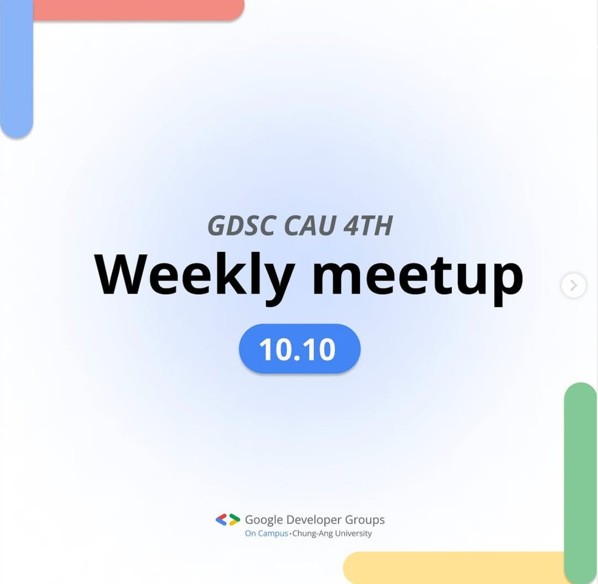 GDSC CAU 4TH
Weekly meetup
10.10
Google Developer Groups
On Campus • Chung-Ang University